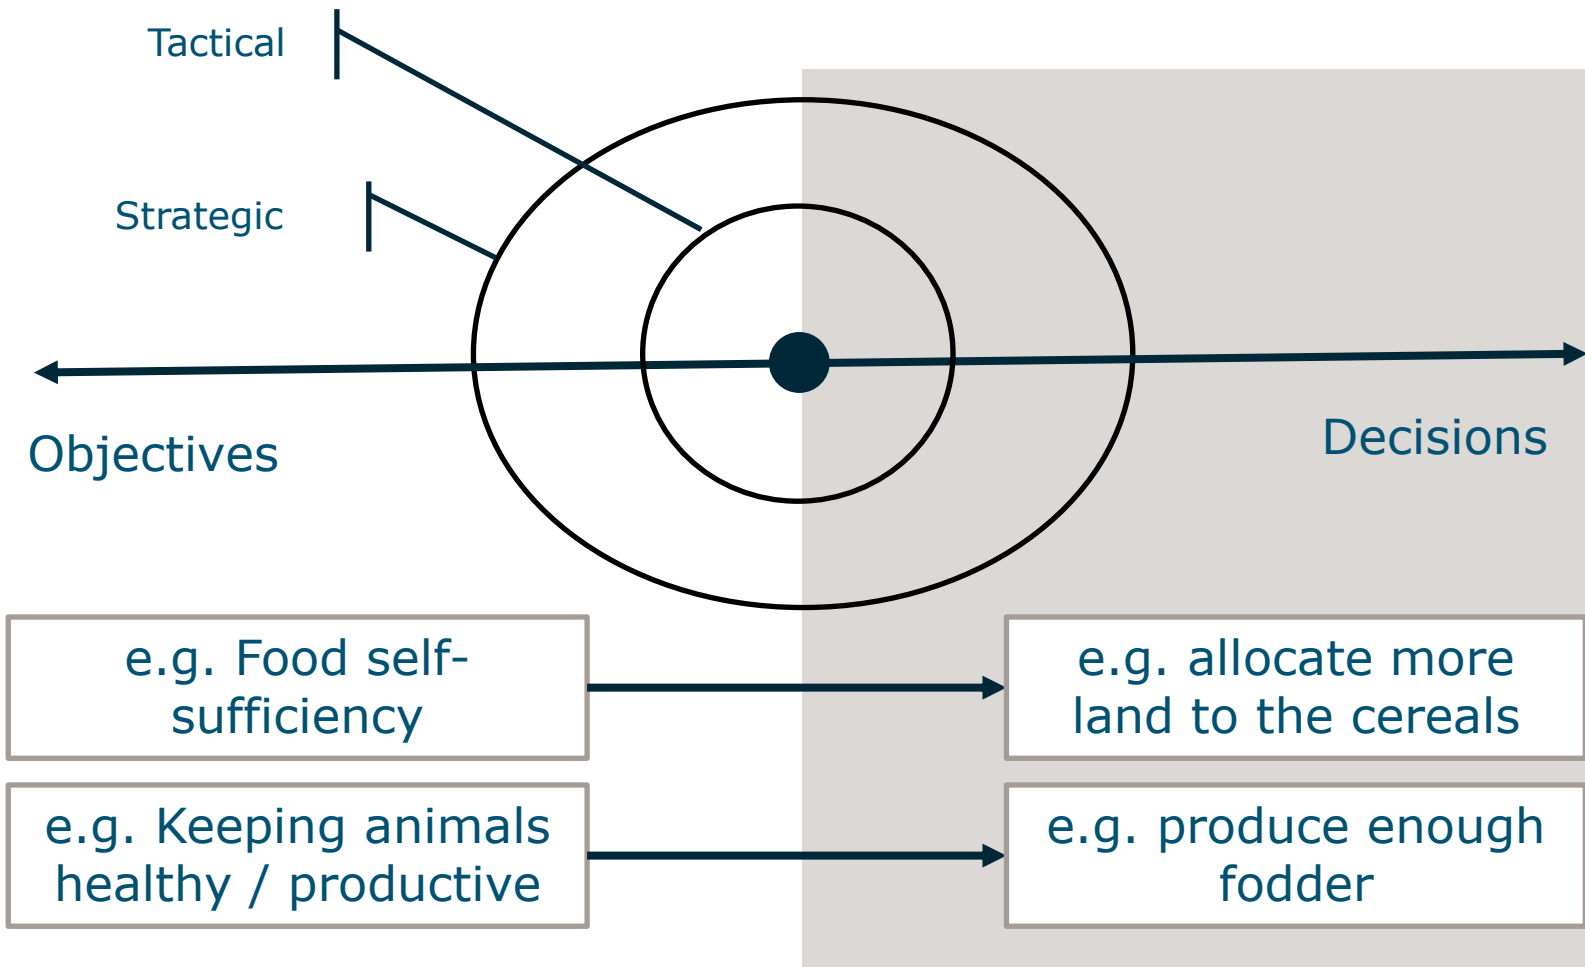 Tactical
Strategic
Objectives
Decisions
e.g. Food self-
sufficiency
e.g. allocate more
land to the cereals
e.g. Keeping animals
healthy / productive
e.g. produce enough
fodder